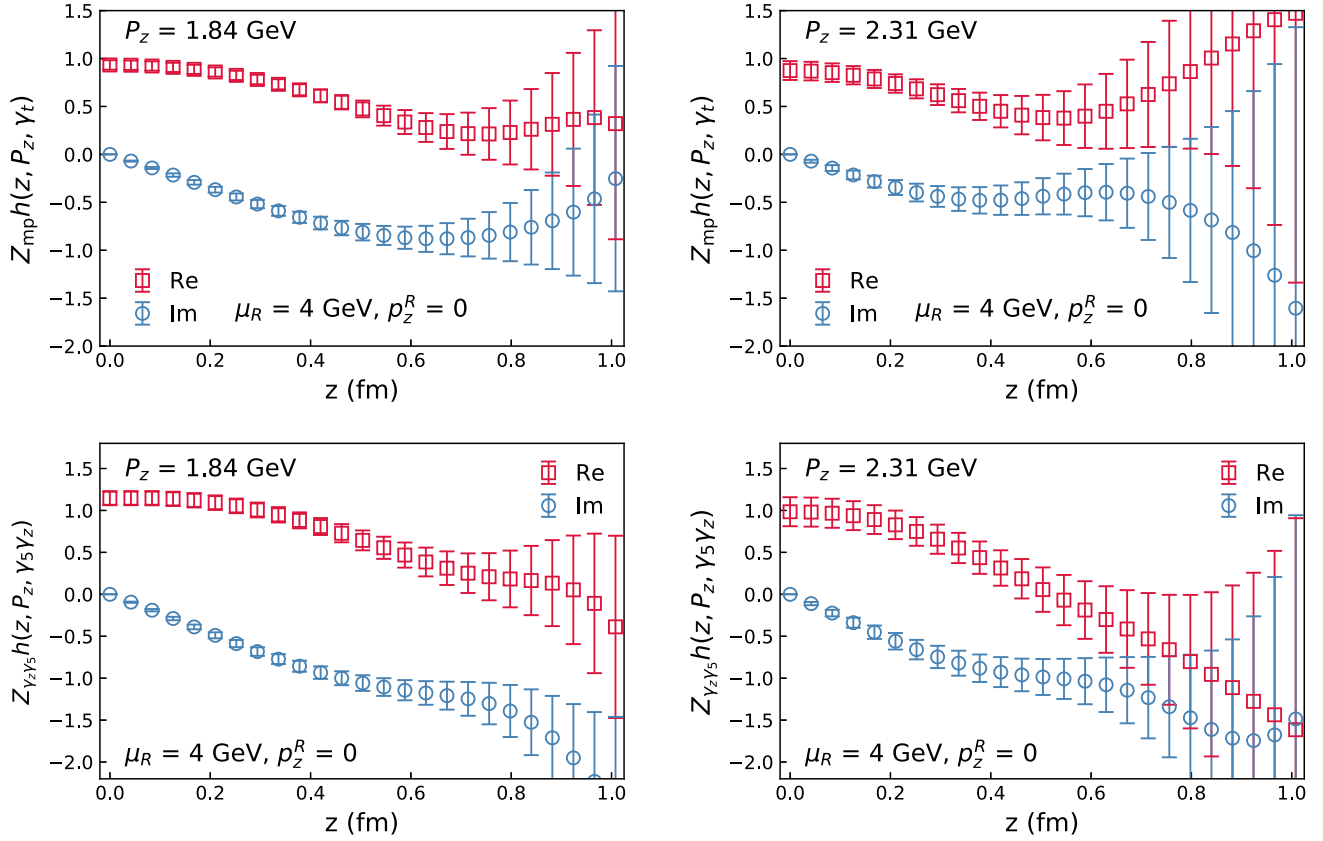 P_z = 1.84 GeV
Z_mp h(z, P_z, γ_t)
1.5
1.0
0.5
0.0
−0.5
−1.0
−1.5
−2.0
Re
Im
μ_R = 4 GeV, p_z^R = 0
0.0 0.2 0.4 0.6 0.8 1.0
z (fm)
P_z = 2.31 GeV
Z_mp h(z, P_z, γ_t)
1.5
1.0
0.5
0.0
−0.5
−1.0
−1.5
−2.0
Re
Im
μ_R = 4 GeV, p_z^R = 0
0.0 0.2 0.4 0.6 0.8 1.0
z (fm)
P_z = 1.84 GeV
Re
Im
Z_{γ_zγ_5} h(z, P_z, γ_5γ_z)
1.5
1.0
0.5
0.0
−0.5
−1.0
−1.5
−2.0
μ_R = 4 GeV, p_z^R = 0
0.0 0.2 0.4 0.6 0.8 1.0
z (fm)
P_z = 2.31 GeV
Re
Im
Z_{γ_zγ_5} h(z, P_z, γ_5γ_z)
1.5
1.0
0.5
0.0
−0.5
−1.0
−1.5
−2.0
μ_R = 4 GeV, p_z^R = 0
0.0 0.2 0.4 0.6 0.8 1.0
z (fm)